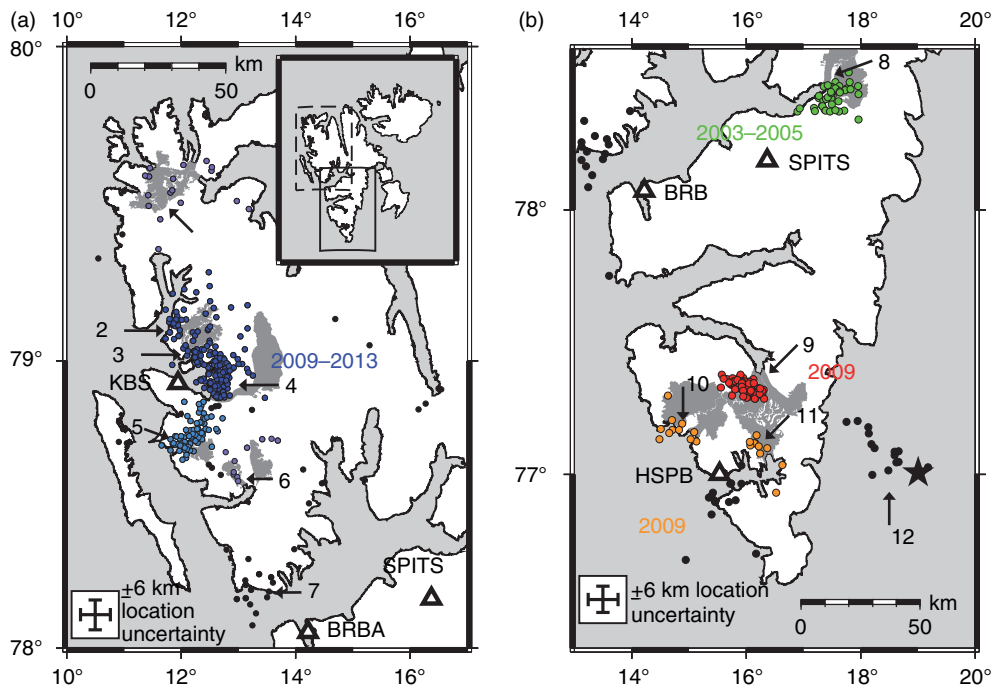 (a)
10° 12° 14° 16°
80°
km
0 50
2
3
2009–2013
79°
KBS
4
5
6
SPITS
7
±6 km
location
uncertainty
BRBA
78°
10° 12° 14° 16°
(b)
14° 16° 18° 20°
8
2003–2005
SPITS
BRB
78°
9
2009
10
11
HSPB
77°
2009
12
±6 km
location
uncertainty
km
0 50
14° 16° 18° 20°